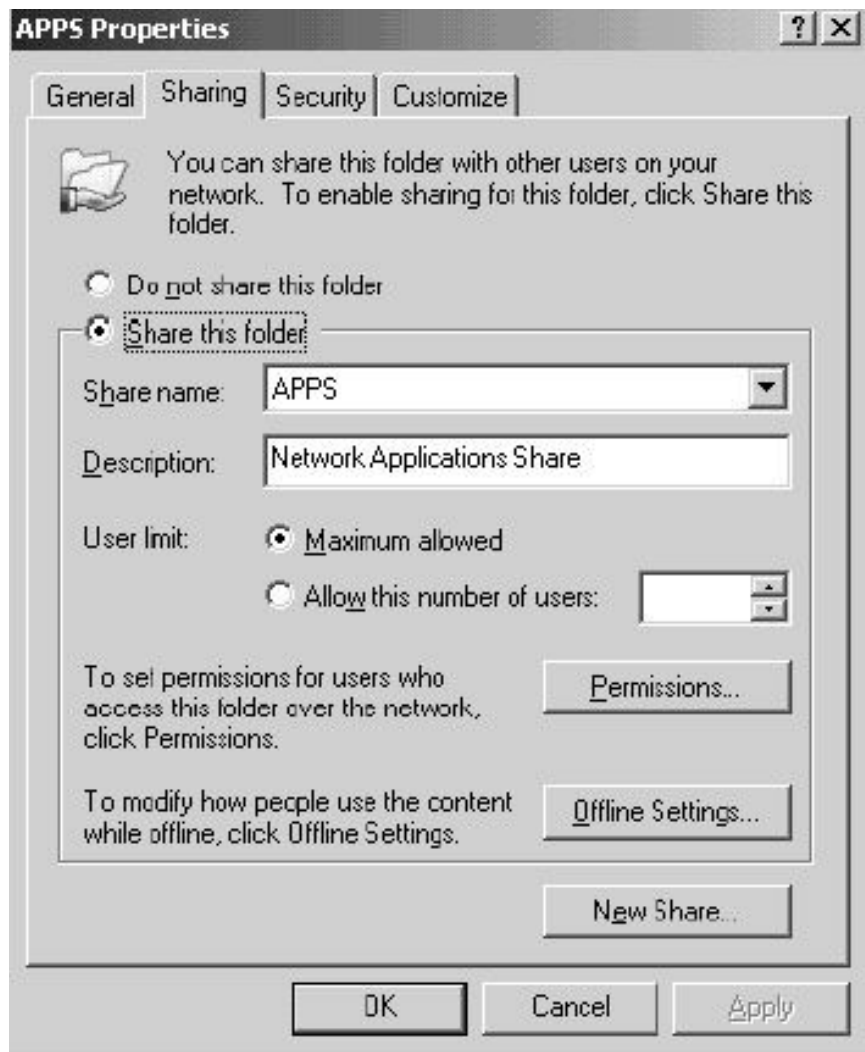 APPS Properties
? X
General Sharing Security Customize
You can share this folder with other users on your
network. To enable sharing for this folder, click Share this
folder.
Do not share this folder
Share this folder
Share name: APPS
Description: Network Applications Share
User limit: Maximum allowed
Allow this number of users:
To set permissions for users who
access this folder over the network,
click Permissions.
Permissions...
To modify how people use the content
while offline, click Offline Settings.
Offline Settings...
New Share...
OK Cancel Apply